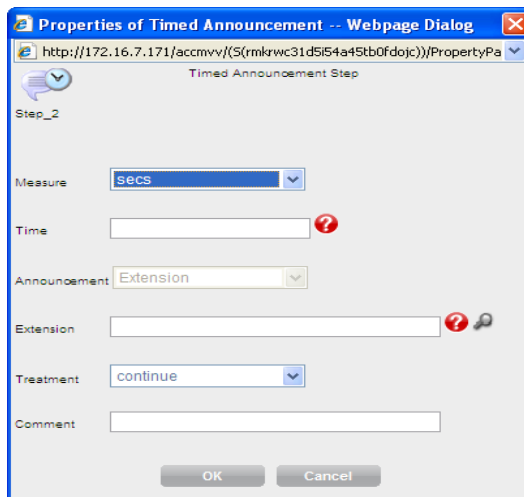 Properties of Timed Announcement -- Webpage Dialog
http://172.16.7.171/accmvv/(S(rmkrwc31d5i54a45tb0fdojc))/PropertyPa
Timed Announcement Step
Step_2
Measure secs
Time
Announcement Extension
Extension
Treatment continue
Comment
OK Cancel